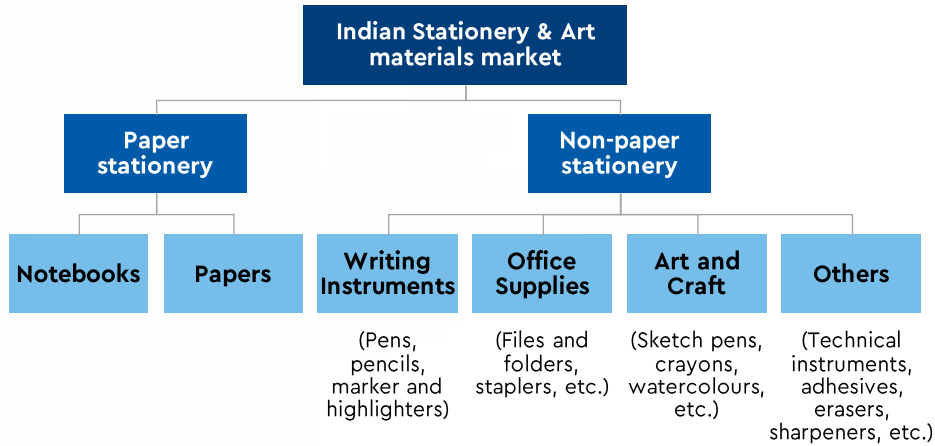 Indian Stationery & Art
materials market
Paper
stationery
Non-paper
stationery
Notebooks
Papers
Writing
Instruments
Office
Supplies
Art and
Craft
Others
(Pens,
pencils,
marker and
highlighters)
(Files and
folders,
staplers, etc.)
(Sketch pens,
crayons,
watercolours,
etc.)
(Technical
instruments,
adhesives,
erasers,
sharpeners, etc.)